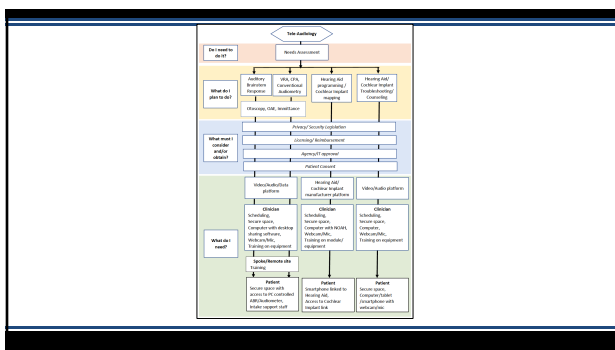 Tele-Audiology
Do I need to
do it?
Needs Assessment
What do I
plan to do?
Auditory
Brainstem
Response
VRA, CPA,
Conventional
Audiometry
Hearing Aid
programming /
Cochlear Implant
mapping
Hearing Aid/
Cochlear Implant
Troubleshooting/
Counseling
Otoscopy, OAE, Immittance
What must I
consider
and/or
obtain?
Privacy/ Security Legislation
Licensing/ Reimbursement
Agency/IT approval
Patient Consent
What do I
need?
Video/Audio/Data
platform
Hearing Aid/
Cochlear Implant
manufacturer platform
Video/Audio platform
Clinician
Scheduling,
Secure space,
Computer with desktop
sharing software,
Webcam/Mic,
Training on equipment
Clinician
Scheduling,
Secure space,
Computer with NOAH,
Webcam/Mic,
Training on module/
equipment
Clinician
Scheduling,
Secure space,
Computer,
Webcam/Mic,
Training on equipment
Spoke/Remote site
Training
Patient
Secure space with
access to PC controlled
ABR/Audiometer,
Intake support staff
Patient
Smartphone linked to
Hearing Aid,
Access to Cochlear
Implant link
Patient
Secure space,
Computer/tablet
/smartphone with
webcam/mic